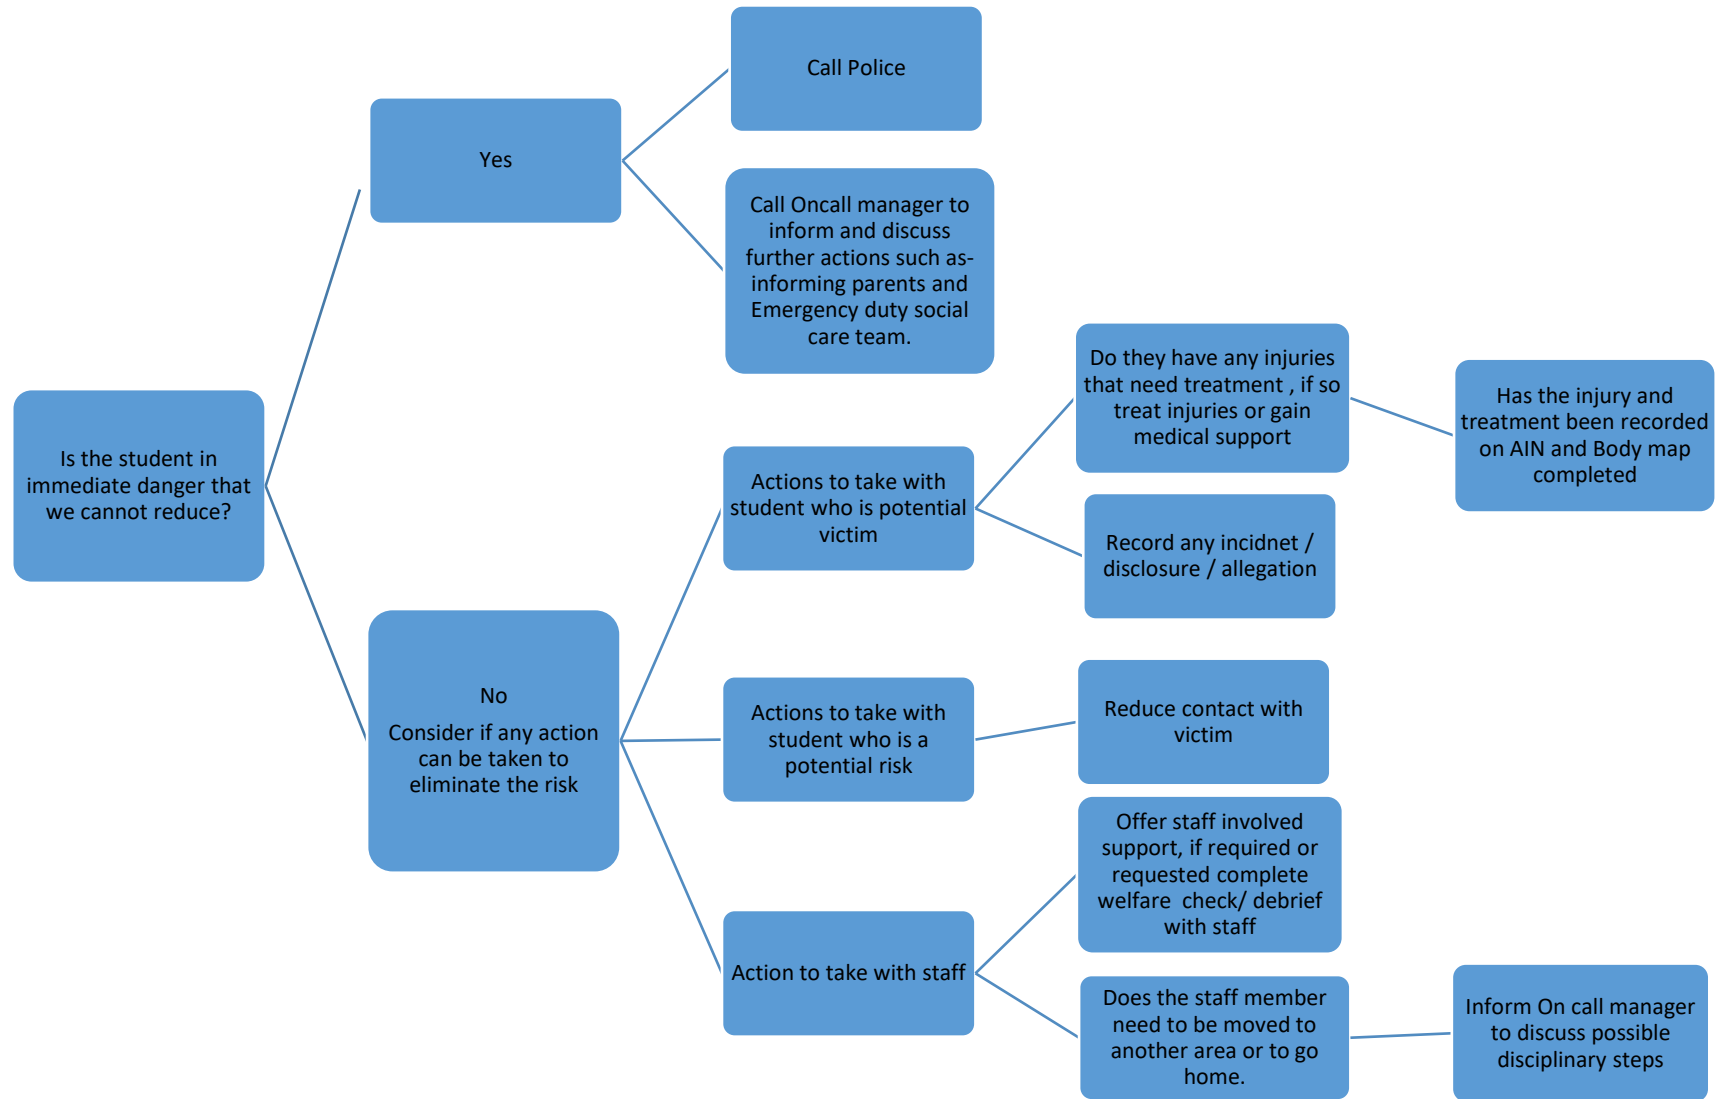 Is the student in
immediate danger that
we cannot reduce?
Yes
Call Police
Call Oncall manager to
inform and discuss
further actions such as-
informing parents and
Emergency duty social
care team.
No
Consider if any action
can be taken to
eliminate the risk
Actions to take with
student who is potential
victim
Do they have any injuries
that need treatment , if so
treat injuries or gain
medical support
Has the injury and
treatment been recorded
on AIN and Body map
completed
Record any incidnet /
disclosure / allegation
Actions to take with
student who is a
potential risk
Reduce contact with
victim
Action to take with staff
Offer staff involved
support, if required or
requested complete
welfare check/ debrief
with staff
Does the staff member
need to be moved to
another area or to go
home.
Inform On call manager
to discuss possible
disciplinary steps